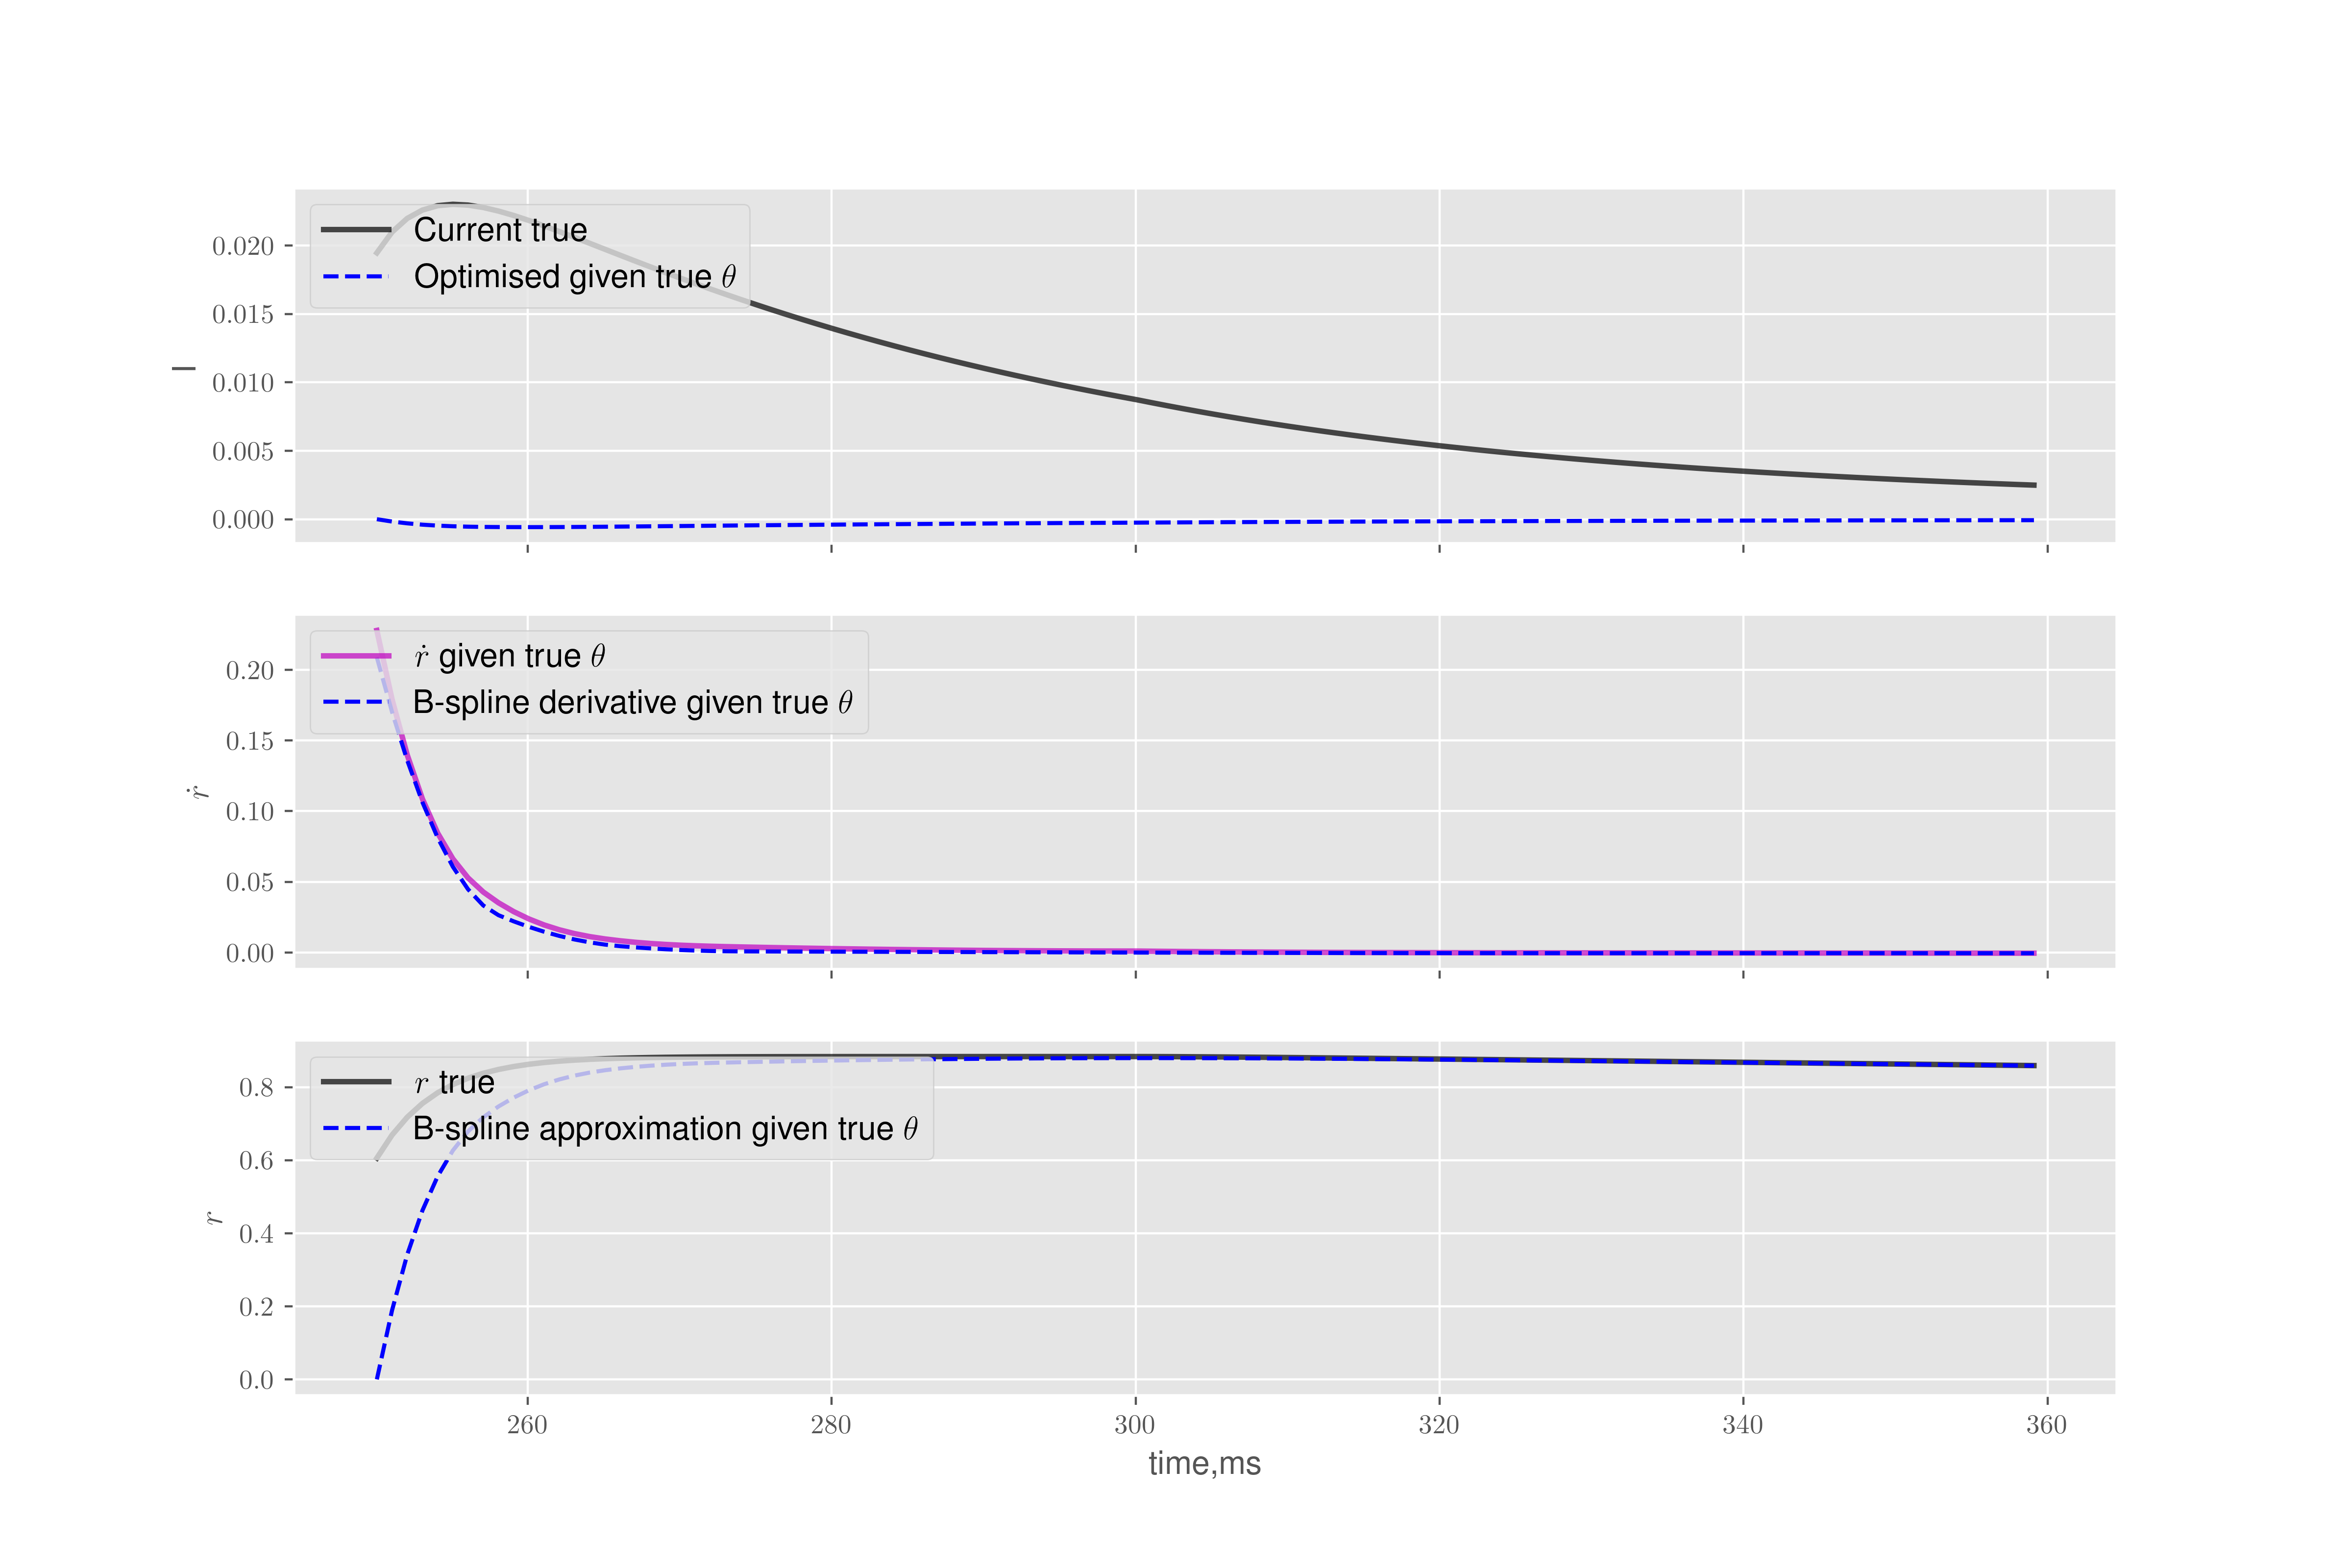 Current true
Optimised given true θ
0.020
0.015
0.010
0.005
0.000
I
ṙ given true θ
B-spline derivative given true θ
0.20
0.15
0.10
0.05
0.00
ṙ
r true
B-spline approximation given true θ
0.8
0.6
0.4
0.2
0.0
r
260 280 300 320 340 360
time,ms